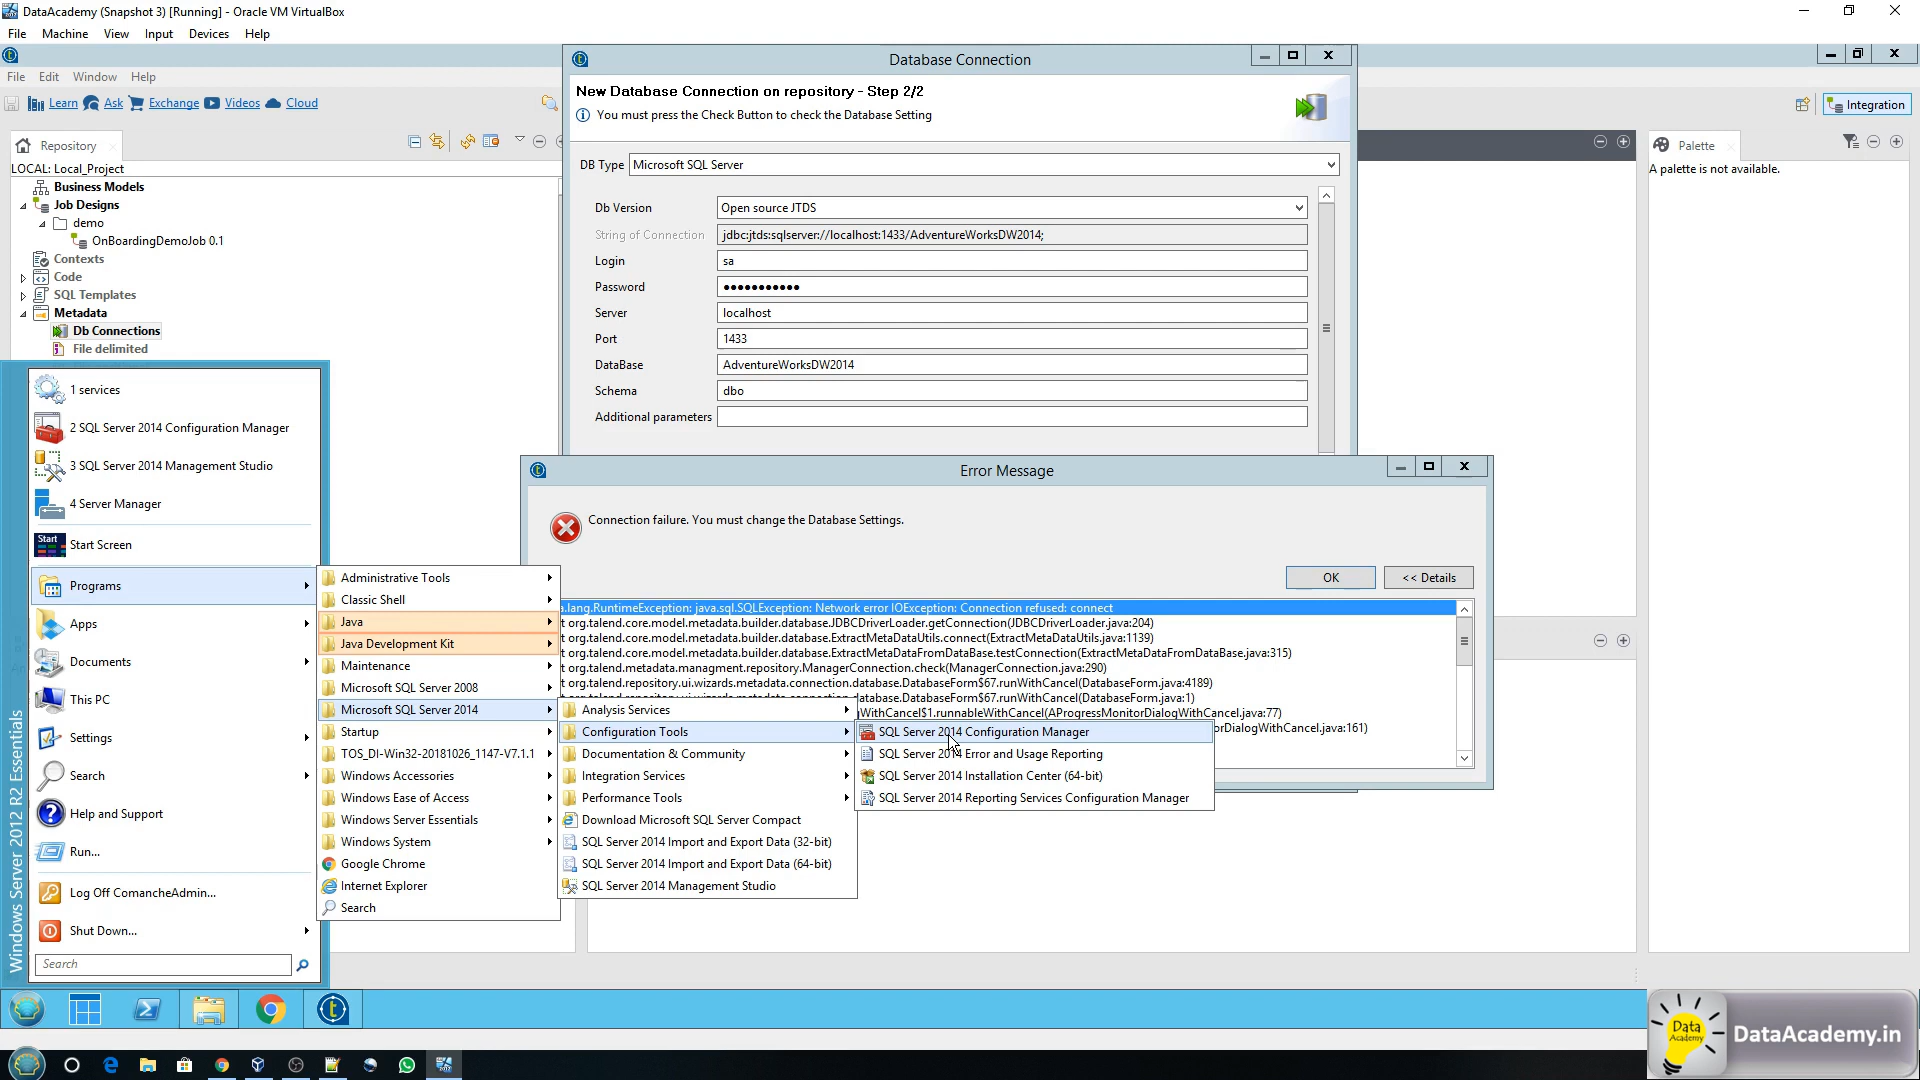 DataAcademy (Snapshot 3) [Running] - Oracle VM VirtualBox
File Machine View Input Devices Help
File Edit Window Help
Learn Ask Exchange Videos Cloud
Integration
Repository
LOCAL: Local_Project
Business Models
Job Designs
demo
OnBoardingDemoJob 0.1
Contexts
Code
SQL Templates
Metadata
Db Connections
File delimited
Database Connection
New Database Connection on repository - Step 2/2
You must press the Check Button to check the Database Setting
DB Type Microsoft SQL Server
Db Version Open source JTDS
String of Connection jdbc:jtds:sqlserver://localhost:1433/AdventureWorksDW2014;
Login sa
Password
Server localhost
Port 1433
DataBase AdventureWorksDW2014
Schema dbo
Additional parameters
Palette
A palette is not available.
Error Message
Connection failure. You must change the Database Settings.
OK << Details
a.lang.RuntimeException: java.sql.SQLException: Network error IOException: Connection refused: connect
t org.talend.core.model.metadata.builder.database.JDBCDriverLoader.getConnection(JDBCDriverLoader.java:204)
t org.talend.core.model.metadata.builder.database.ExtractMetaDataUtils.connect(ExtractMetaDataUtils.java:1139)
t org.talend.core.model.metadata.builder.database.ExtractMetaDataFromDataBase.testConnection(ExtractMetaDataFromDataBase.java:315)
t org.talend.metadata.managment.repository.ManagerConnection.check(ManagerConnection.java:290)
t org.talend.repository.ui.wizards.metadata.connection.database.DatabaseForm$67.runWithCancel(DatabaseForm.java:4189)
t org.talend.repository.ui.wizards.metadata.connection.database.DatabaseForm$67.runWithCancel(DatabaseForm.java:1)
WithCancel$1.runnableWithCancel(AProgressMonitorDialogWithCancel.java:77)
orDialogWithCancel.java:161)
1 services
2 SQL Server 2014 Configuration Manager
3 SQL Server 2014 Management Studio
4 Server Manager
Start
Start Screen
Programs
Apps
Documents
This PC
Settings
Search
Help and Support
Run...
Log Off ComancheAdmin...
Shut Down...
Search
Windows Server 2012 R2 Essentials
Administrative Tools
Classic Shell
Java
Java Development Kit
Maintenance
Microsoft SQL Server 2008
Microsoft SQL Server 2014
Startup
TOS_DI-Win32-20181026_1147-V7.1.1
Windows Accessories
Windows Ease of Access
Windows Server Essentials
Windows System
Google Chrome
Internet Explorer
Search
Analysis Services
Configuration Tools
Documentation & Community
Integration Services
Performance Tools
Download Microsoft SQL Server Compact
SQL Server 2014 Import and Export Data (32-bit)
SQL Server 2014 Import and Export Data (64-bit)
SQL Server 2014 Management Studio
SQL Server 2014 Configuration Manager
SQL Server 2014 Error and Usage Reporting
SQL Server 2014 Installation Center (64-bit)
SQL Server 2014 Reporting Services Configuration Manager
Data
Academy
DataAcademy.in